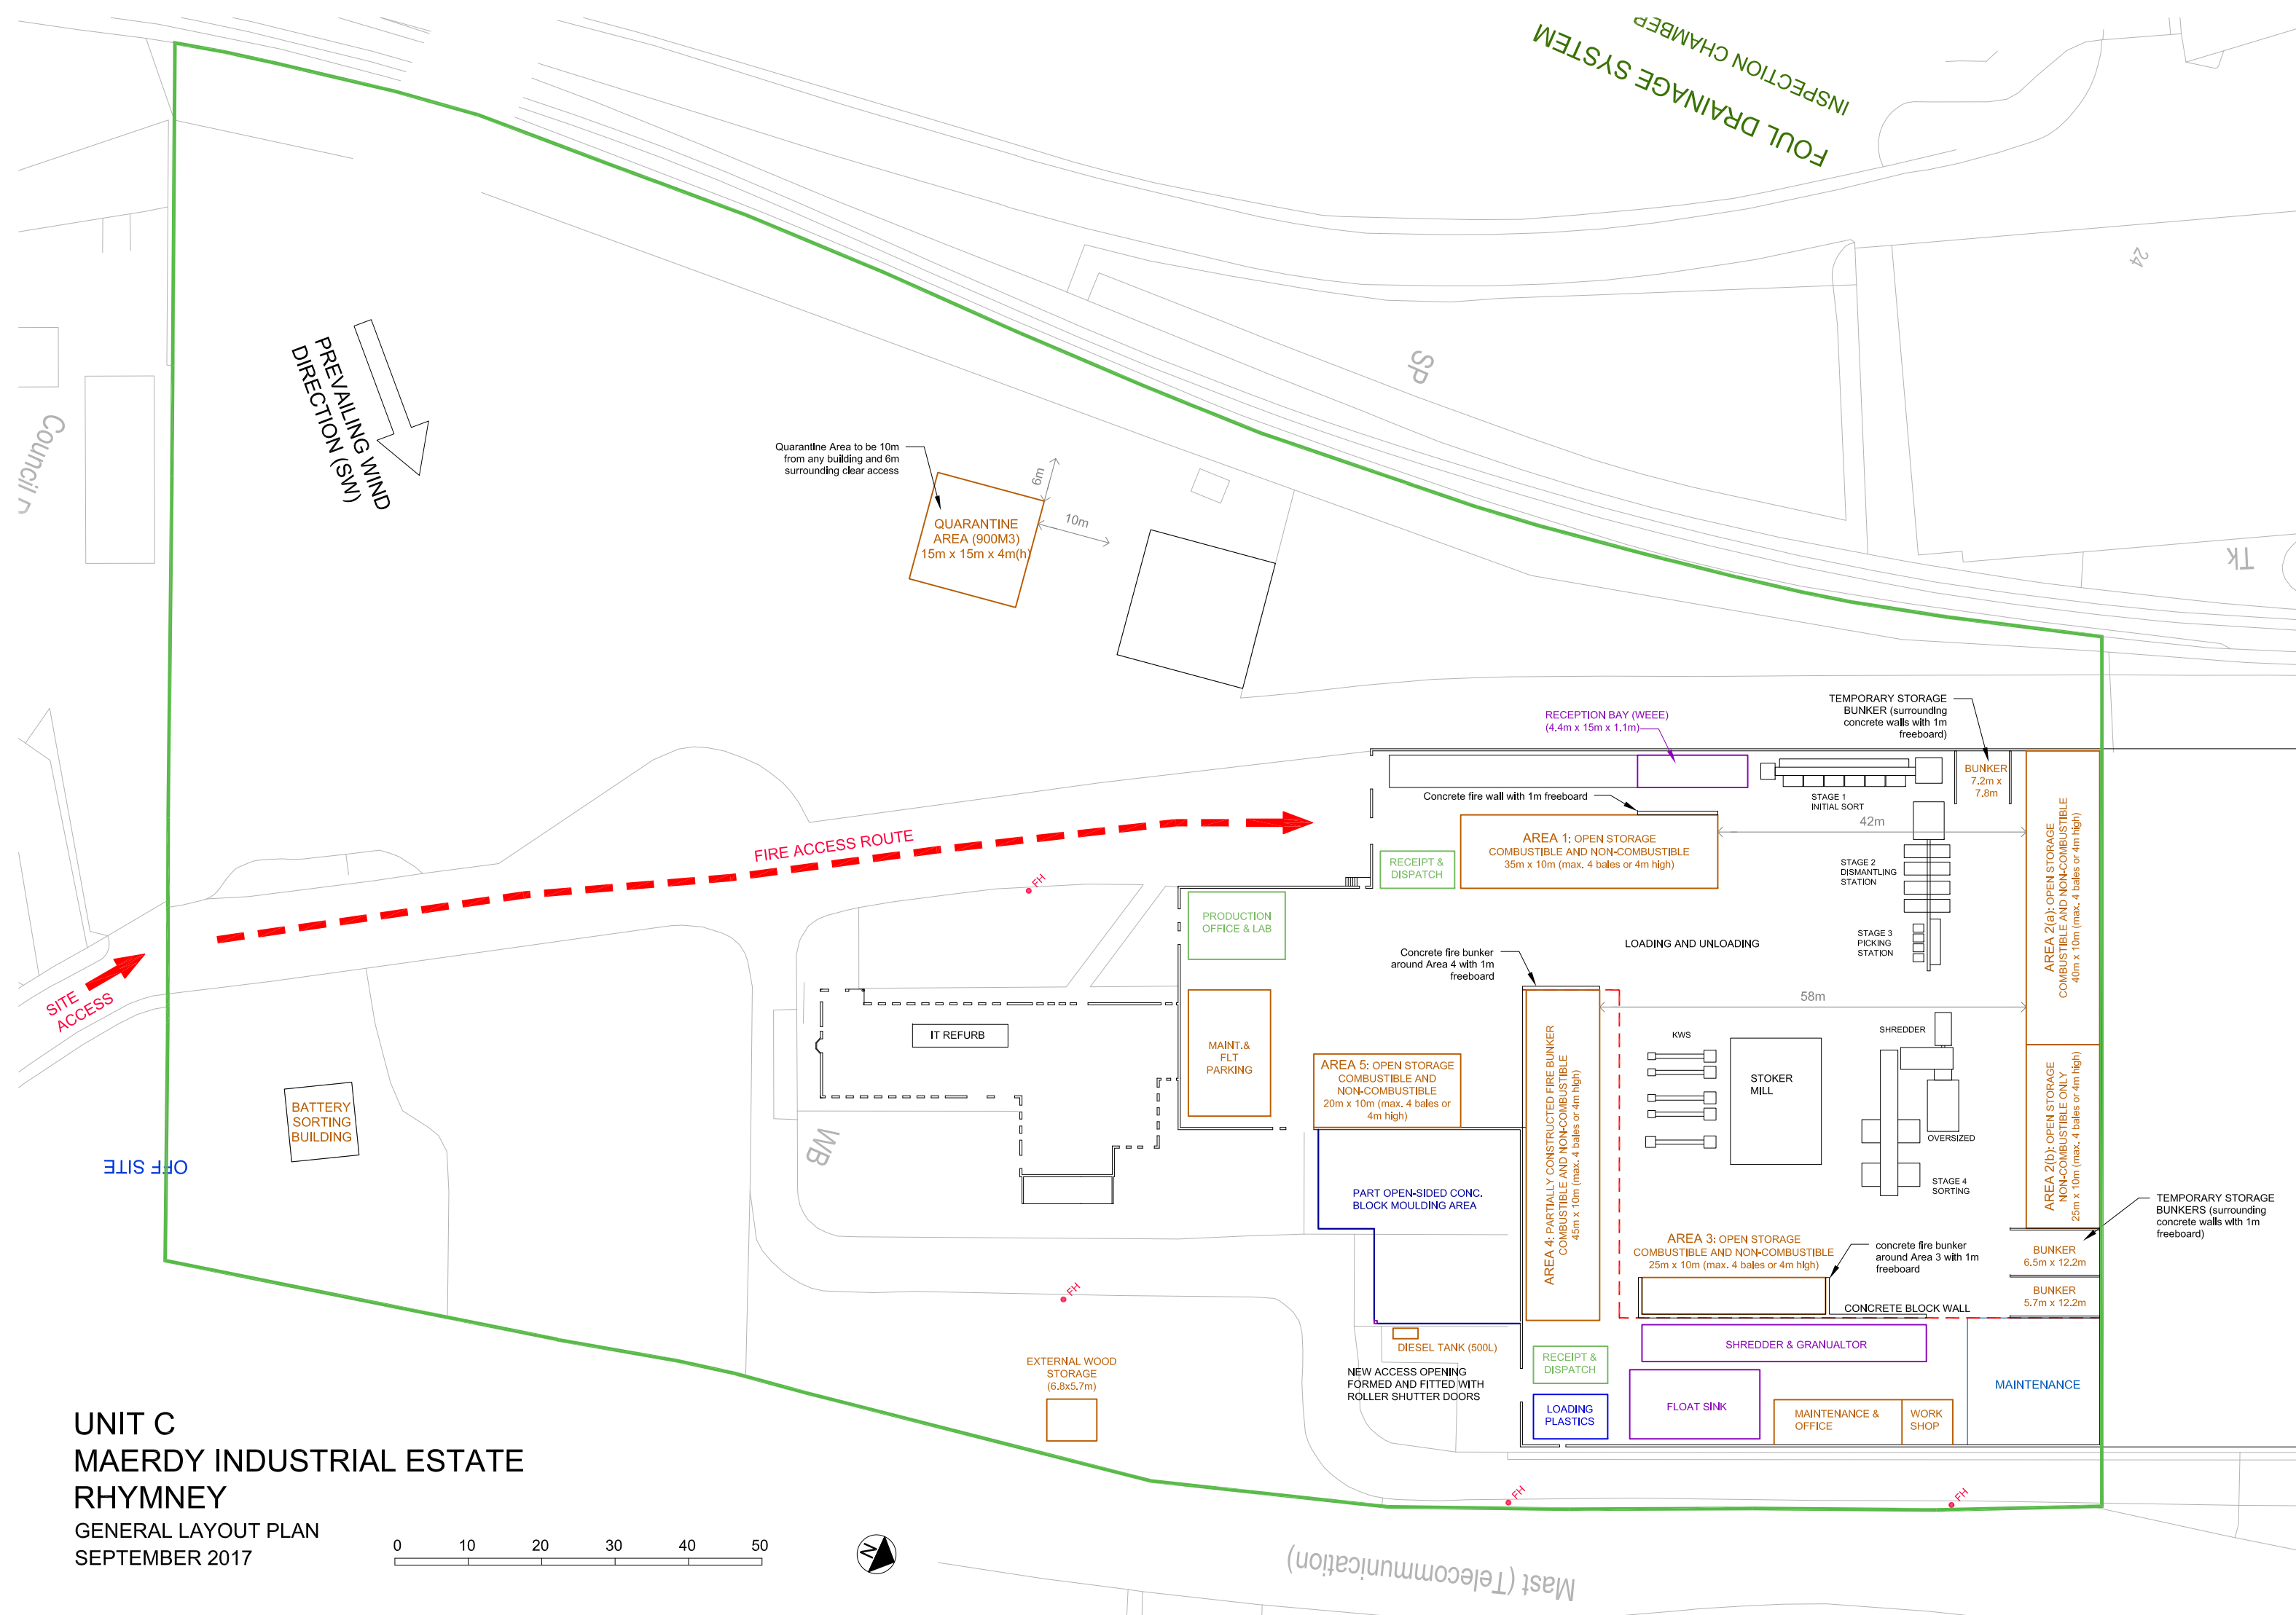 INSPECTION CHAMBER
FOUL DRAINAGE SYSTEM
24
SP
Tk
Council
PREVAILING WIND
DIRECTION (SW)
Quarantine Area to be 10m
from any building and 6m
surrounding clear access
6m
10m
QUARANTINE
AREA (900M3)
15m x 15m x 4m(h)
RECEPTION BAY (WEEE)
(4.4m x 15m x 1.1m)
TEMPORARY STORAGE
BUNKER (surrounding
concrete walls with 1m
freeboard)
BUNKER
7.2m x
7.8m
STAGE 1
INITIAL SORT
Concrete fire wall with 1m freeboard
42m
AREA 1: OPEN STORAGE
COMBUSTIBLE AND NON-COMBUSTIBLE
35m x 10m (max. 4 bales or 4m high)
RECEIPT &
DISPATCH
STAGE 2
DISMANTLING
STATION
AREA 2(a): OPEN STORAGE
COMBUSTIBLE AND NON-COMBUSTIBLE
40m x 10m (max. 4 bales or 4m high)
FIRE ACCESS ROUTE
FH
PRODUCTION
OFFICE & LAB
STAGE 3
PICKING
STATION
LOADING AND UNLOADING
Concrete fire bunker
around Area 4 with 1m
freeboard
58m
SITE
ACCESS
IT REFURB
MAINT.&
FLT
PARKING
KWS
SHREDDER
STOKER
MILL
AREA 5: OPEN STORAGE
COMBUSTIBLE AND
NON-COMBUSTIBLE
20m x 10m (max. 4 bales or
4m high)
AREA 4: PARTIALLY CONSTRUCTED FIRE BUNKER
COMBUSTIBLE AND NON-COMBUSTIBLE
45m x 10m (max. 4 bales or 4m high)
BATTERY
SORTING
BUILDING
OFF SITE
WB
OVERSIZED
AREA 2(b): OPEN STORAGE
NON-COMBUSTIBLE ONLY
25m x 10m (max. 4 bales or 4m high)
STAGE 4
SORTING
PART OPEN-SIDED CONC.
BLOCK MOULDING AREA
TEMPORARY STORAGE
BUNKERS (surrounding
concrete walls with 1m
freeboard)
AREA 3: OPEN STORAGE
COMBUSTIBLE AND NON-COMBUSTIBLE
25m x 10m (max. 4 bales or 4m high)
concrete fire bunker
around Area 3 with 1m
freeboard
BUNKER
6.5m x 12.2m
BUNKER
5.7m x 12.2m
CONCRETE BLOCK WALL
FH
DIESEL TANK (500L)
SHREDDER & GRANUALTOR
EXTERNAL WOOD
STORAGE
(6.8x5.7m)
NEW ACCESS OPENING
FORMED AND FITTED WITH
ROLLER SHUTTER DOORS
RECEIPT &
DISPATCH
LOADING
PLASTICS
FLOAT SINK
MAINTENANCE &
OFFICE
WORK
SHOP
MAINTENANCE
FH
FH
UNIT C
MAERDY INDUSTRIAL ESTATE
RHYMNEY
GENERAL LAYOUT PLAN
SEPTEMBER 2017
0 10 20 30 40 50
N
Mast (Telecommunication)